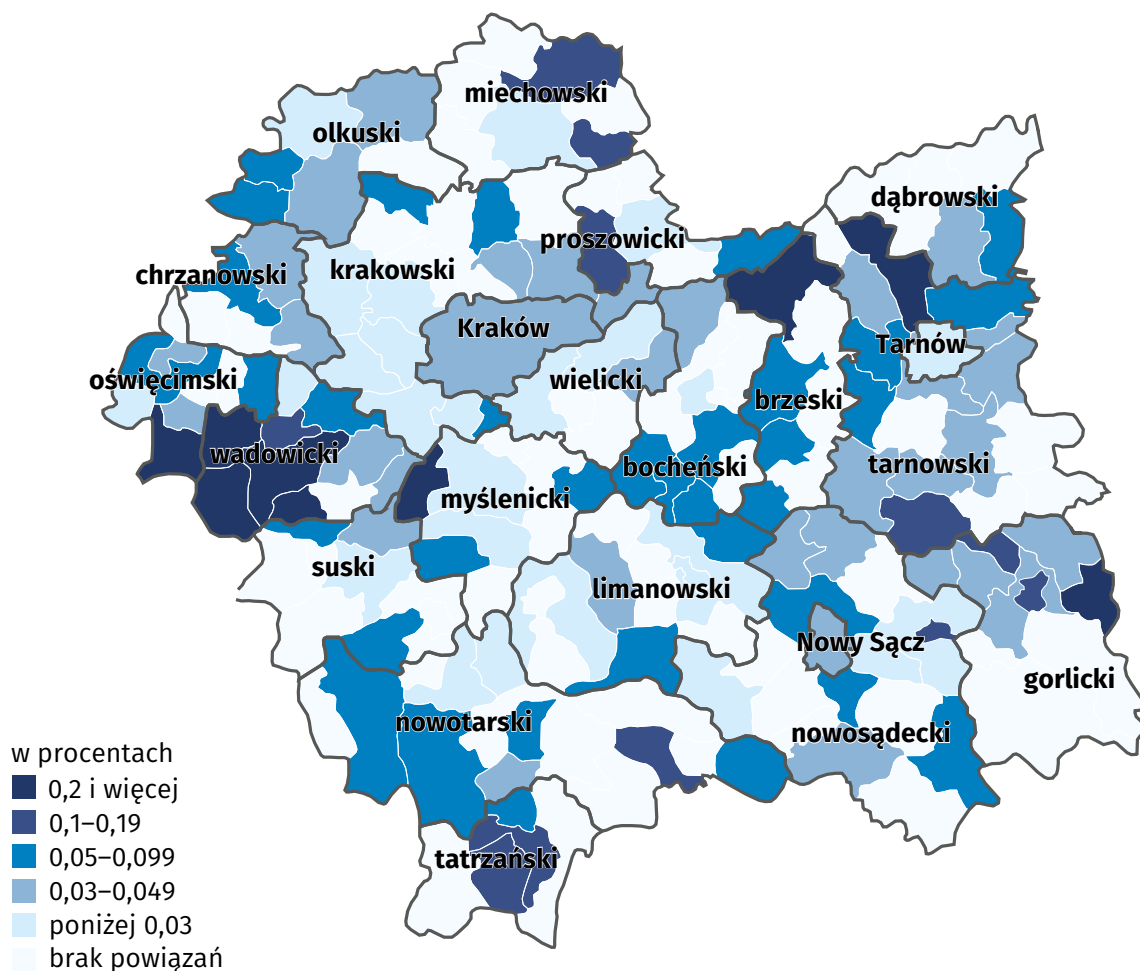 miechowski
olkuski
dąbrowski
proszowicki
krakowski
chrzanowski
Kraków
Tarnów
oświęcimski
wielicki
brzeski
wadowicki
bocheński
tarnowski
myślenicki
suski
limanowski
Nowy Sącz
gorlicki
nowotarski
nowosądecki
tatrzański
w procentach
0,2 i więcej
0,1–0,19
0,05–0,099
0,03–0,049
poniżej 0,03
brak powiązań